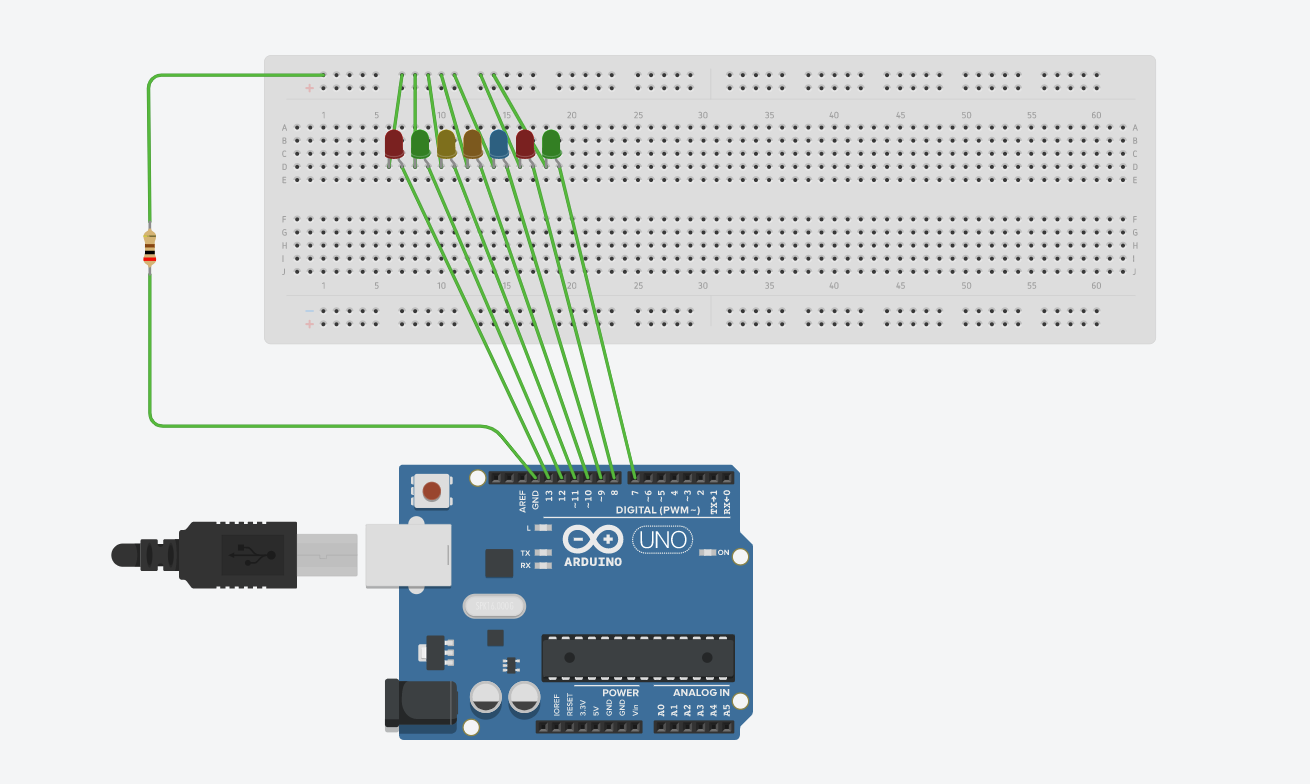 +
1 5 10 15 20 25 30 35 40 45 50 55 60
A A
B B
C C
D D
E E
F F
G G
H H
I I
J J
1 5 10 15 20 25 30 35 40 45 50 55 60
−
+
AREF GND 13 12 ~11 ~10 ~9 8 7 ~6 ~5 4 ~3 2 TX→1 RX←0
DIGITAL (PWM~)
L
TX
RX
ARDUINO
UNO
ON
POWER
ANALOG IN
IOREF RESET 3.3V 5V GND GND Vin A0 A1 A2 A3 A4 A5